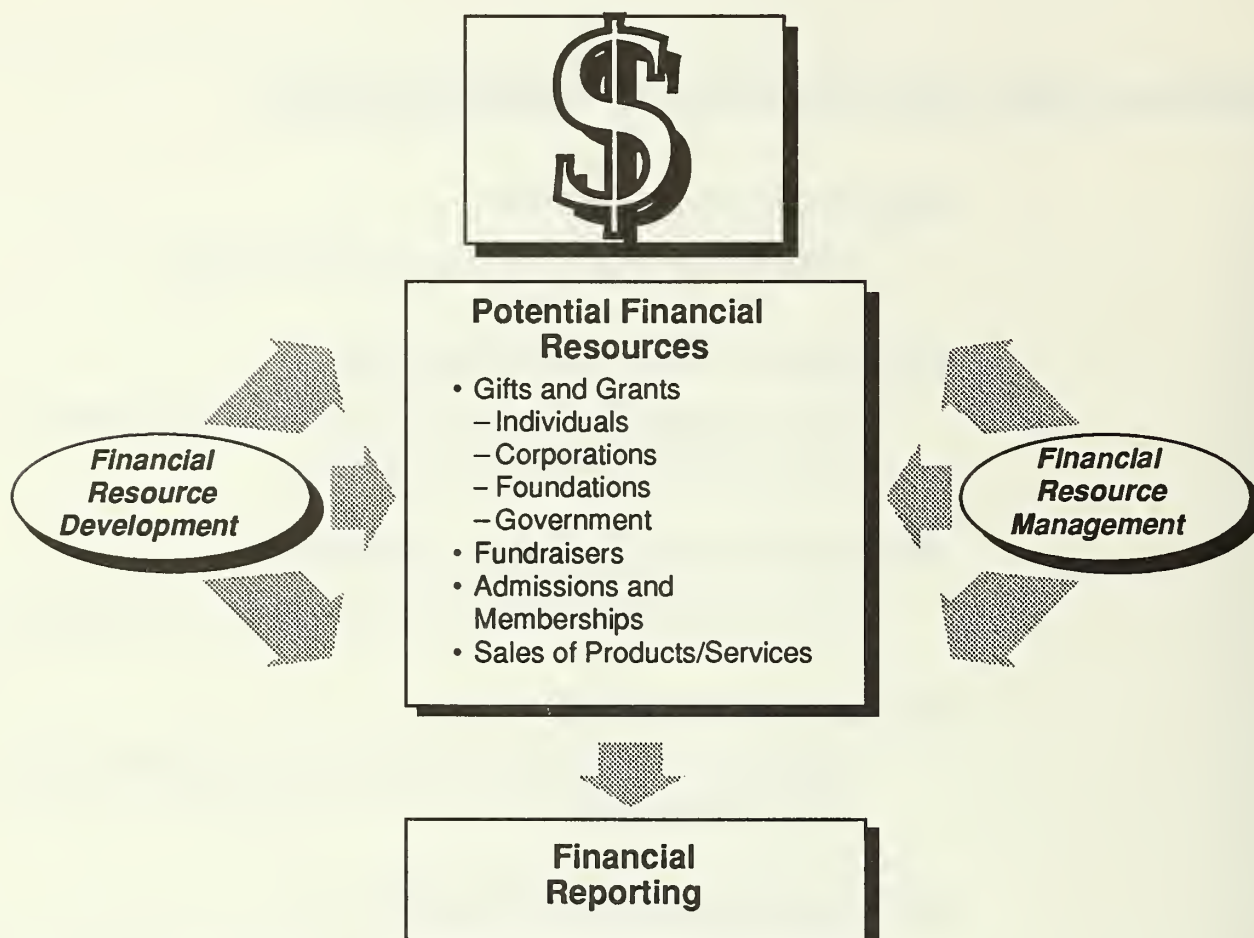 $
Potential Financial
Resources
• Gifts and Grants
– Individuals
– Corporations
– Foundations
– Government
• Fundraisers
• Admissions and
Memberships
• Sales of Products/Services
Financial
Resource
Development
Financial
Resource
Management
Financial
Reporting